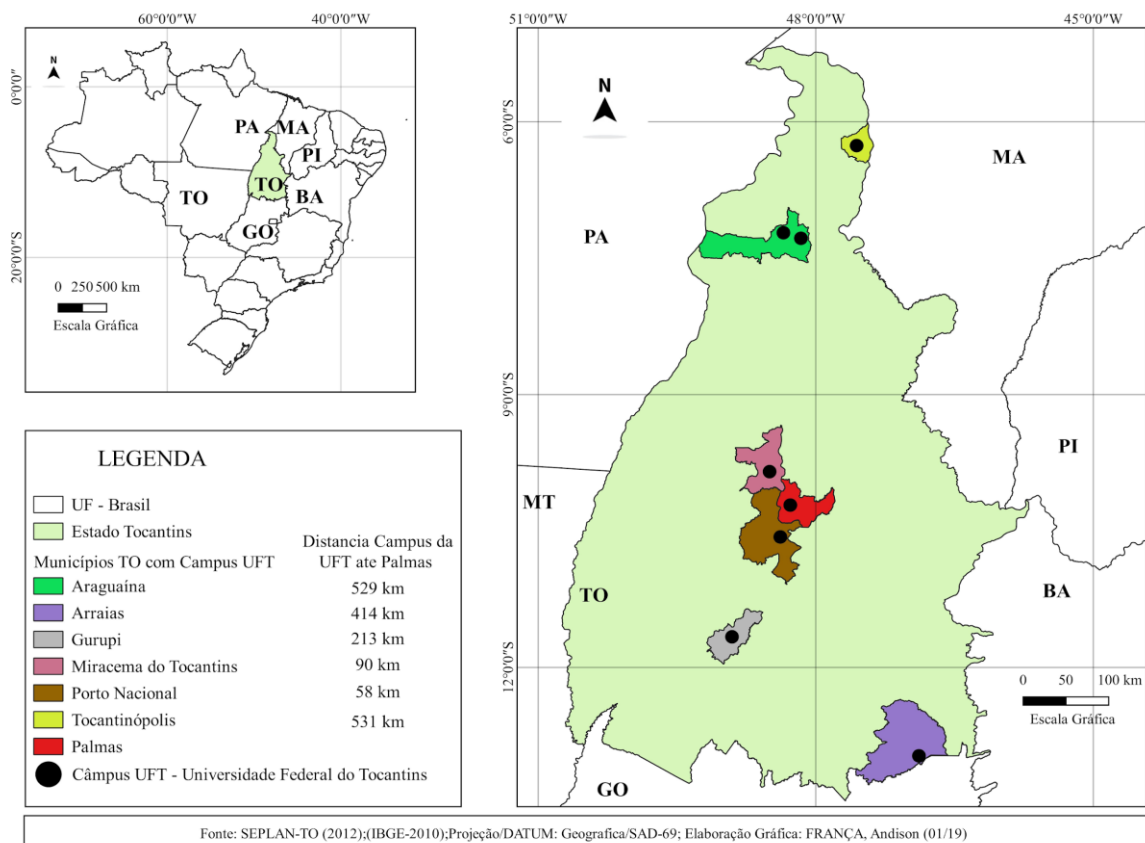 60°0'0"W
40°0'0"W
0°0'0"
20°0'0"S
N
PA
MA
PI
TO
TO
BA
GO
0 250 500 km
Escala Gráfica
51°0'0"W
48°0'0"W
45°0'0"W
6°0'0"S
9°0'0"S
12°0'0"S
N
MA
PA
PI
MT
TO
BA
GO
0 50 100 km
Escala Gráfica
LEGENDA
UF - Brasil
Estado Tocantins
Municípios TO com Campus UFT
Distancia Campus da
UFT ate Palmas
Araguaína 529 km
Arraias 414 km
Gurupi 213 km
Miracema do Tocantins 90 km
Porto Nacional 58 km
Tocantinópolis 531 km
Palmas
Câmpus UFT - Universidade Federal do Tocantins
Fonte: SEPLAN-TO (2012);(IBGE-2010);Projeção/DATUM: Geografica/SAD-69; Elaboração Gráfica: FRANÇA, Andison (01/19)